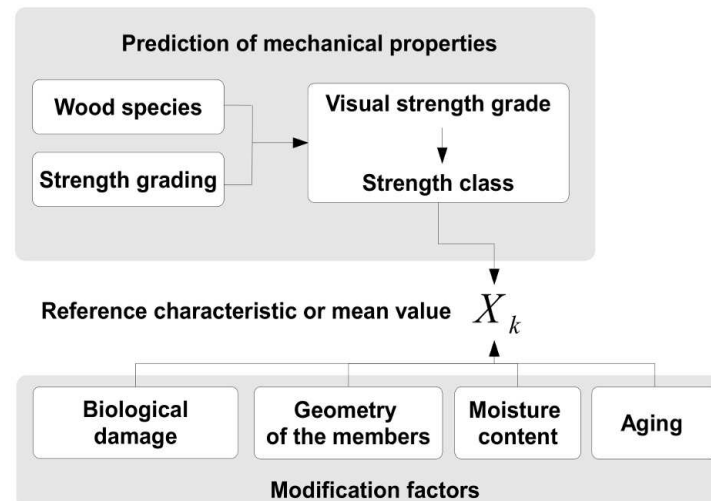 Prediction of mechanical properties
Wood species
Strength grading
Visual strength grade
Strength class
Reference characteristic or mean value X_k
Biological
damage
Geometry
of the members
Moisture
content
Aging
Modification factors